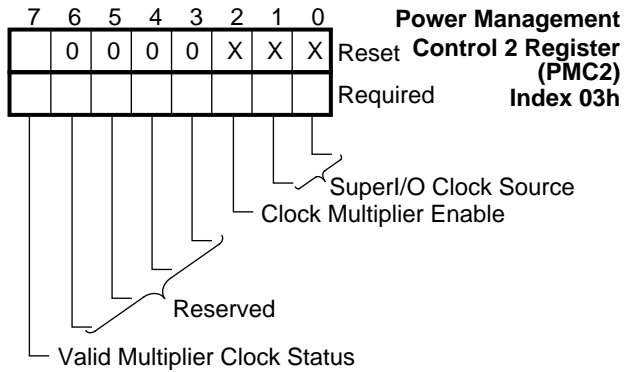 7 6 5 4 3 2 1 0
Power Management
0 0 0 0 X X X Reset
Control 2 Register
(PMC2)
Required
Index 03h
SuperI/O Clock Source
Clock Multiplier Enable
Reserved
Valid Multiplier Clock Status